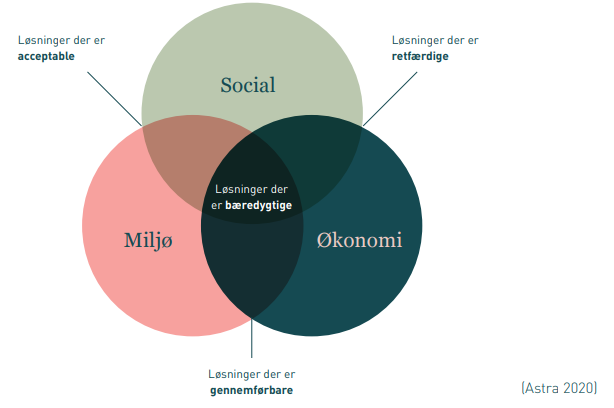 Løsninger der er
acceptable
Løsninger der er
retfærdige
Social
Løsninger der
er bæredygtige
Miljø
Økonomi
Løsninger der er
gennemførbare
(Astra 2020)